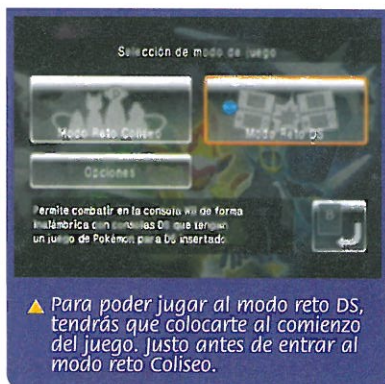 Selección de modo de juego
Modo Reto Coliseo
Modo Reto DS
Opciones
B
Permite combatir en la consola Wii de forma
inalámbrica con consolas DS que tengan
un juego de Pokémon para DS insertado.
Para poder jugar al modo reto DS,
tendrás que colocarte al comienzo
del juego. Justo antes de entrar al
modo reto Coliseo.